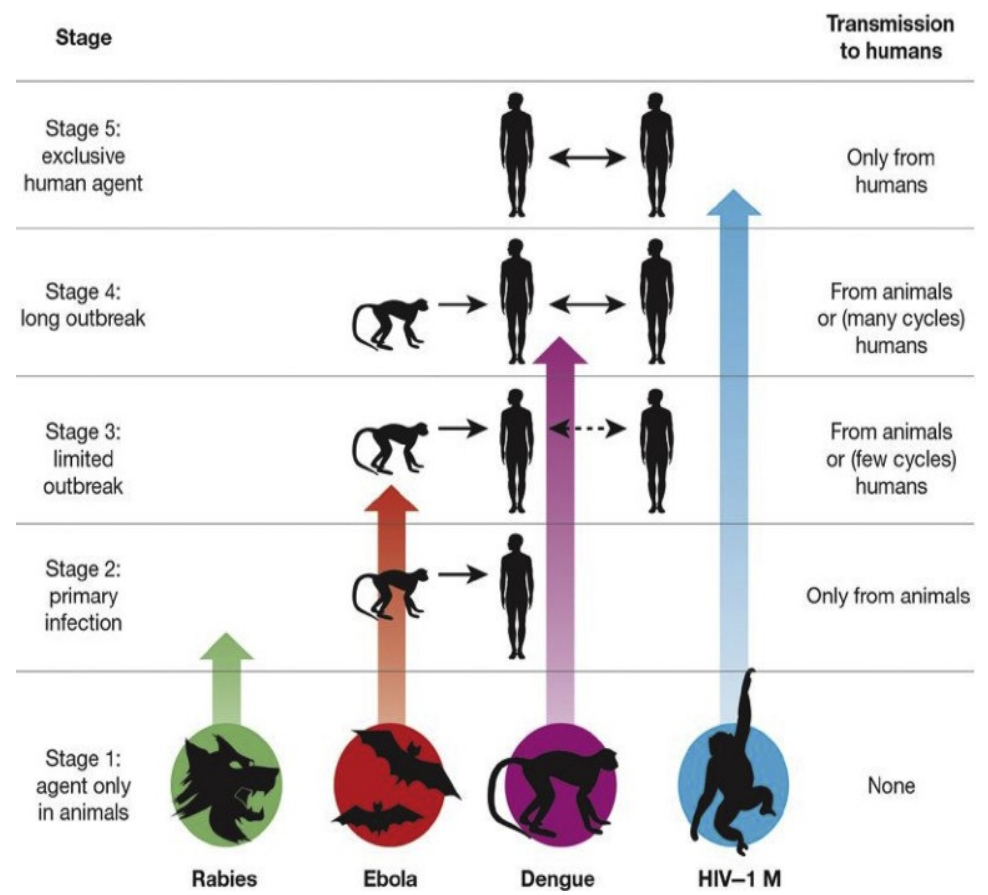 Stage
Transmission
to humans
Stage 5:
exclusive
human agent
Only from
humans
Stage 4:
long outbreak
From animals
or (many cycles)
humans
Stage 3:
limited
outbreak
From animals
or (few cycles)
humans
Stage 2:
primary
infection
Only from animals
Stage 1:
agent only
in animals
None
Rabies
Ebola
Dengue
HIV–1 M